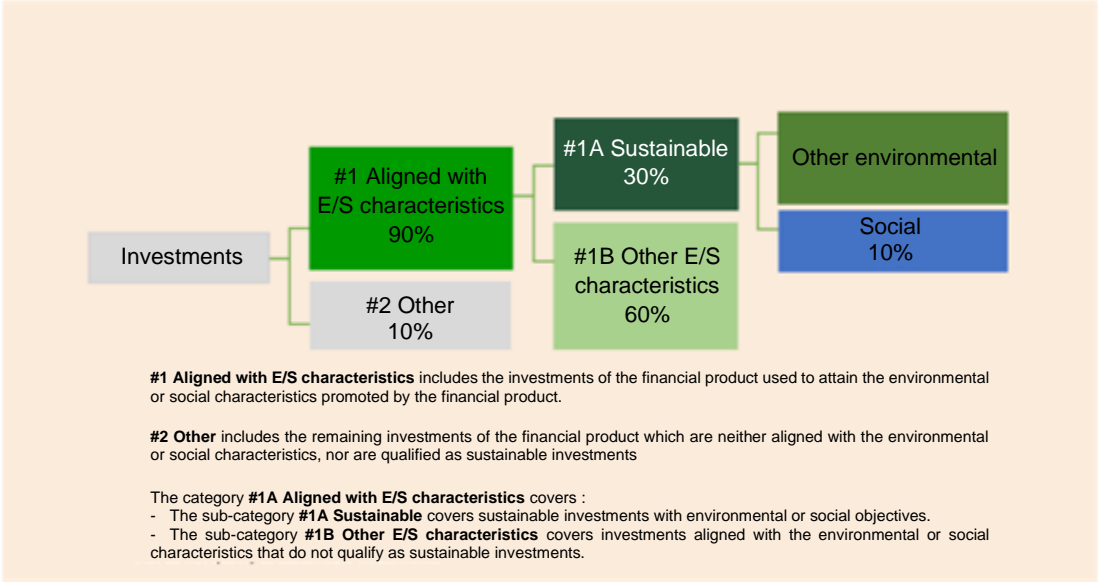 Investments
#1 Aligned with
E/S characteristics
90%
#2 Other
10%
#1A Sustainable
30%
#1B Other E/S
characteristics
60%
Other environmental
Social
10%
#1 Aligned with E/S characteristics includes the investments of the financial product used to attain the environmental
or social characteristics promoted by the financial product.
#2 Other includes the remaining investments of the financial product which are neither aligned with the environmental
or social characteristics, nor are qualified as sustainable investments
The category #1A Aligned with E/S characteristics covers :
- The sub-category #1A Sustainable covers sustainable investments with environmental or social objectives.
- The sub-category #1B Other E/S characteristics covers investments aligned with the environmental or social
characteristics that do not qualify as sustainable investments.